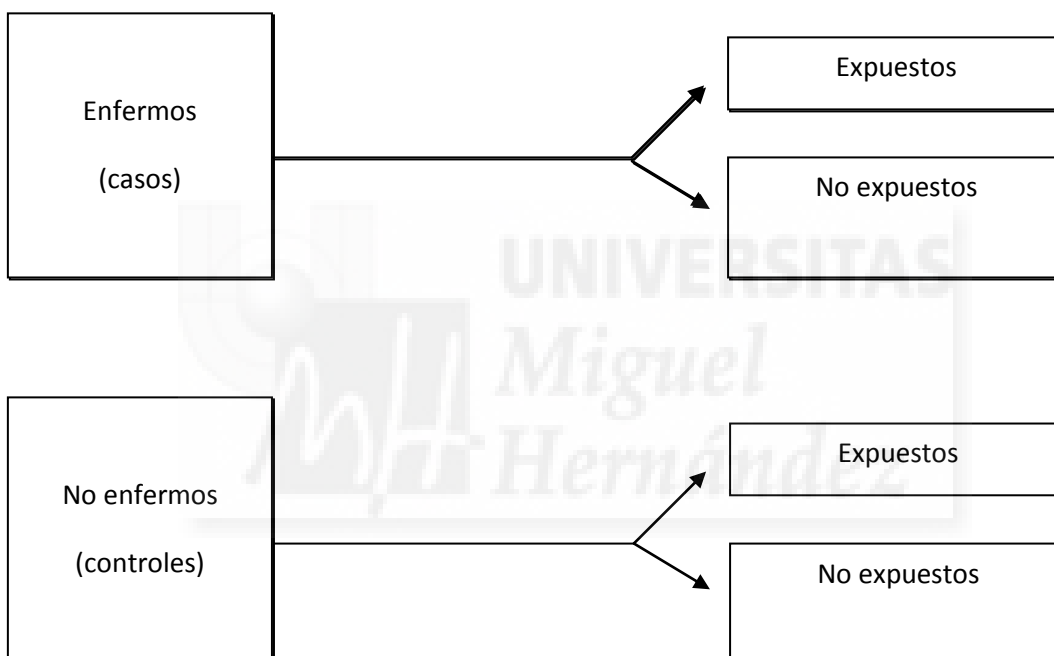 Enfermos
(casos)
Expuestos
No expuestos
UNIVERSITAS
Miguel
Hernández
No enfermos
(controles)
Expuestos
No expuestos